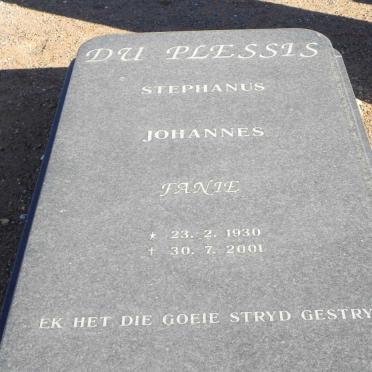 DU PLESSIS
STEPHANUS
JOHANNES
FANIE
* 23. 2. 1930
† 30. 7. 2001
EK HET DIE GOEIE STRYD GESTRY